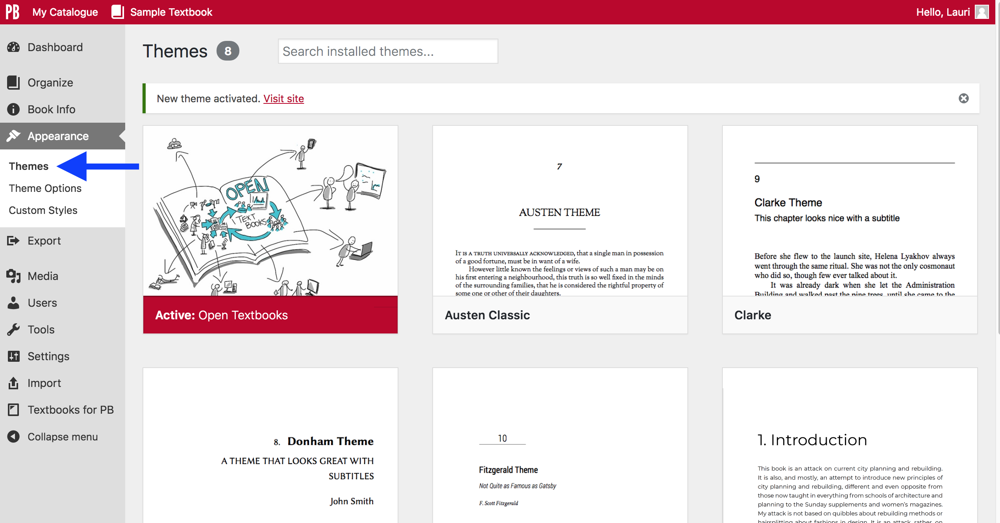 PB My Catalogue Sample Textbook Hello, Lauri
Dashboard
Organize
Book Info
Appearance
Themes
Theme Options
Custom Styles
Export
Media
Users
Tools
Settings
Import
Textbooks for PB
Collapse menu
Themes 8 Search installed themes...
New theme activated. Visit site
OPEN
TEXT
BOOKS
Active: Open Textbooks
7
AUSTEN THEME
IT IS A TRUTH UNIVERSALLY ACKNOWLEDGED, that a single man in possession
of a good fortune, must be in want of a wife.
However little known the feelings or views of such a man may be on
his first entering a neighbourhood, this truth is so well fixed in the minds
of the surrounding families, that he is considered the rightful property of
some one or other of their daughters.
Austen Classic
9
Clarke Theme
This chapter looks nice with a subtitle
Before she flew to the launch site, Helena Lyakhov always
went through the same ritual. She was not the only cosmonaut
who did so, though few ever talked about it.
It was already dark when she let the Administration
Building and walked past the pine trees, until she came to the
Clarke
8. Donham Theme
A THEME THAT LOOKS GREAT WITH
SUBTITLES
John Smith
10
Fitzgerald Theme
Not Quite as Famous as Gatsby
F. Scott Fitzgerald
1. Introduction
This book is an attack on current city planning and rebuilding.
It is also, and mostly, an attempt to introduce new principles of
city planning and rebuilding, different and even opposite from
those now taught in everything from schools of architecture and
planning to the Sunday supplements and women's magazines.
My attack is not based on quibbles about rebuilding methods or
hairsplitting about fashions in design. It is an attack, rather, on